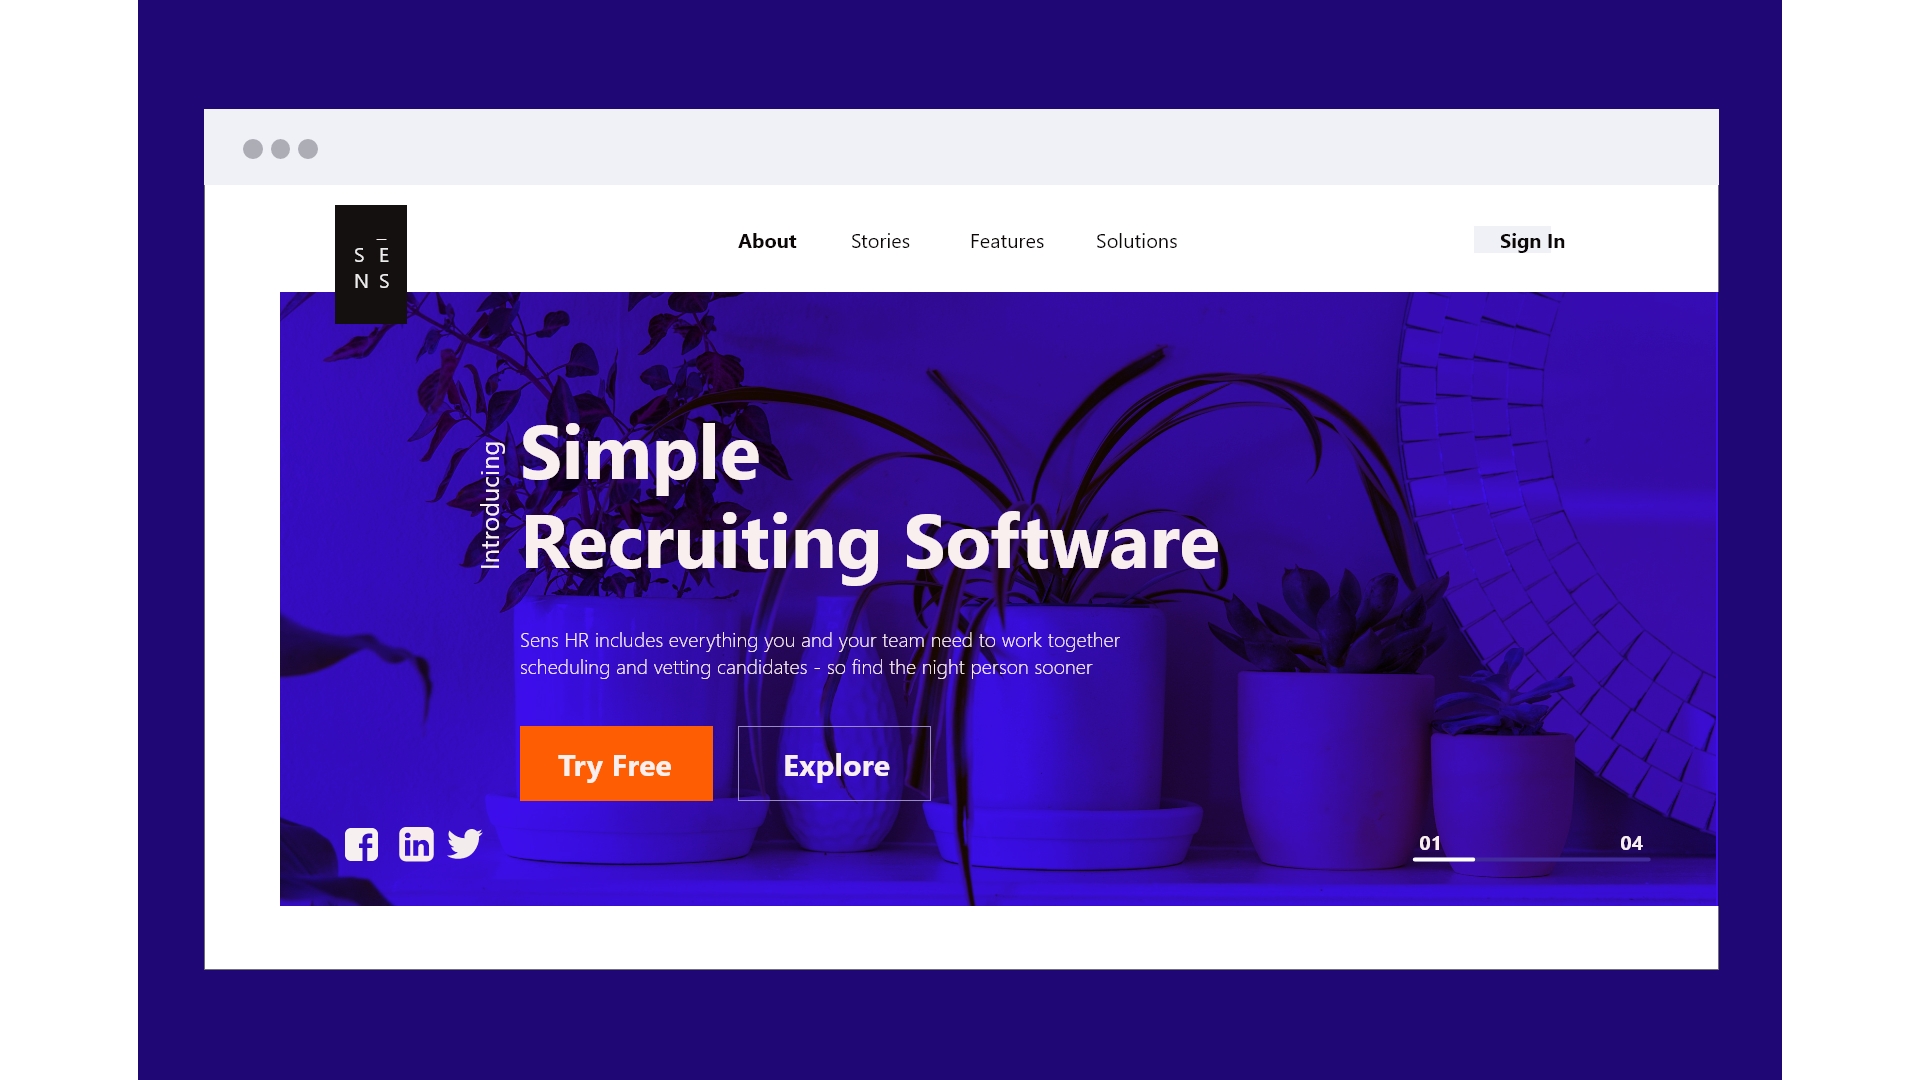 S E
N S
About
Stories
Features
Solutions
Sign In
Introducing
Simple
Recruiting Software
Sens HR includes everything you and your team need to work together
scheduling and vetting candidates - so find the night person sooner
Try Free
Explore
in
01
04